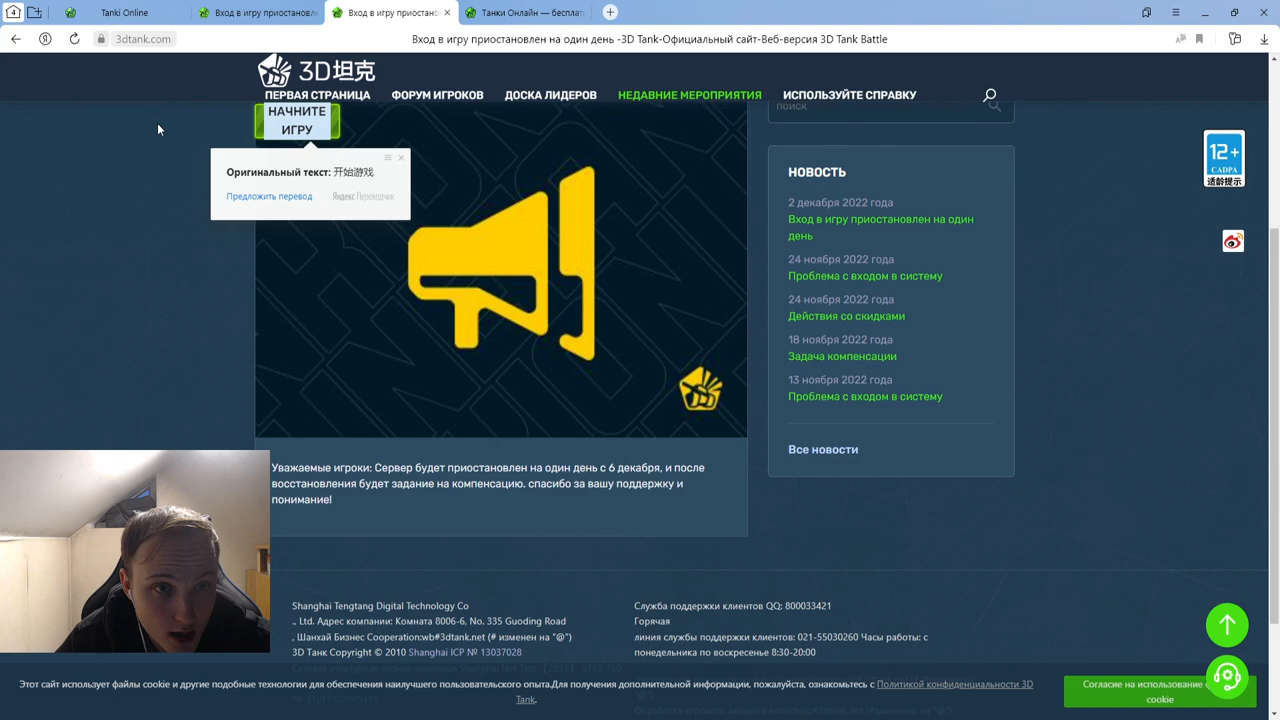 4
Tanki Online
Вход в игру приостан
Вход в игру приостан
Танки Онлайн — бесплат
3dtank.com
Вход в игру приостановлен на один день -3D Tank-Официальный сайт-Веб-версия 3D Tank Battle
3D坦克
ПЕРВАЯ СТРАНИЦА
ФОРУМ ИГРОКОВ
ДОСКА ЛИДЕРОВ
НЕДАВНИЕ МЕРОПРИЯТИЯ
ИСПОЛЬЗУЙТЕ СПРАВКУ
НАЧНИТЕ
ИГРУ
Оригинальный текст: 开始游戏
Предложить перевод
Яндекс Переводчик
3D
Уважаемые игроки: Сервер будет приостановлен на один день с 6 декабря, и после
восстановления будет задание на компенсацию. спасибо за вашу поддержку и
понимание!
поиск
НОВОСТЬ
2 декабря 2022 года
Вход в игру приостановлен на один
день
24 ноября 2022 года
Проблема с входом в систему
24 ноября 2022 года
Действия со скидками
18 ноября 2022 года
Задача компенсации
13 ноября 2022 года
Проблема с входом в систему
Все новости
12+
CADPA
适龄提示
Shanghai Tengtang Digital Technology Co
., Ltd. Адрес компании: Комната 8006-6, No. 335 Guoding Road
, Шанхай Бизнес Cooperation:wb#3dtank.net (# изменен на "@")
3D Танк Copyright © 2010 Shanghai ICP № 13037028
Служба поддержки клиентов QQ: 800033421
Горячая
линия службы поддержки клиентов: 021-55030260 Часы работы: с
понедельника по воскресенье 8:30-20:00
Этот сайт использует файлы cookie и другие подобные технологии для обеспечения наилучшего пользовательского опыта.Для получения дополнительной информации, пожалуйста, ознакомьтесь с Политикой конфиденциальности 3D
Tank.
Согласие на использование
cookie